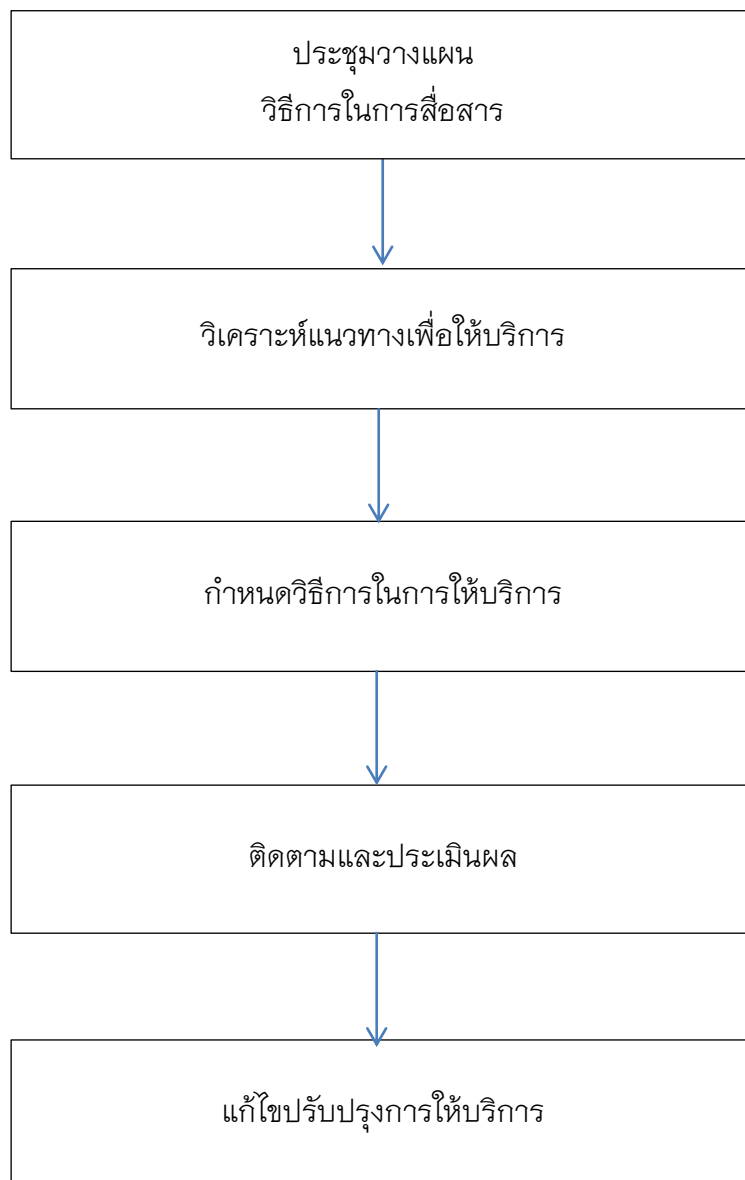 ประชุมวางแผน
วิธีการในการสื่อสาร
วิเคราะห์แนวทางเพื่อให้บริการ
กำหนดวิธีการในการให้บริการ
ติดตามและประเมินผล
แก้ไขปรับปรุงการให้บริการ